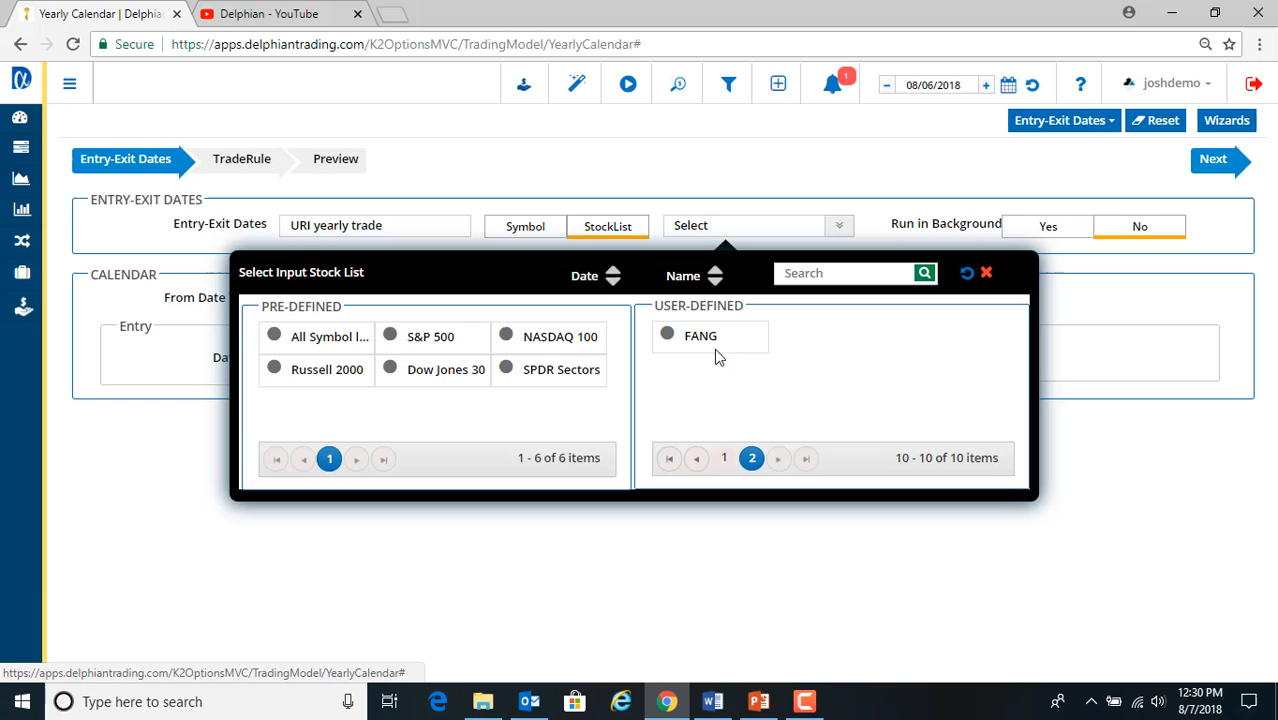 Yearly Calendar | Delphia
Delphian - YouTube
Secure
https://apps.delphiantrading.com/K2OptionsMVC/TradingModel/YearlyCalendar#
1
08/06/2018
?
joshdemo
Entry-Exit Dates
Reset
Wizards
Entry-Exit Dates
TradeRule
Preview
Next
ENTRY-EXIT DATES
Entry-Exit Dates
URI yearly trade
Symbol
StockList
Select
Run in Background
Yes
No
CALENDAR
From Date
Entry
Da
Select Input Stock List
Date
Name
Search
PRE-DEFINED
All Symbol l...
S&P 500
NASDAQ 100
Russell 2000
Dow Jones 30
SPDR Sectors
1
1 - 6 of 6 items
USER-DEFINED
FANG
1
2
10 - 10 of 10 items
https://apps.delphiantrading.com/K2OptionsMVC/TradingModel/YearlyCalendar#
Type here to search
12:30 PM
8/7/2018